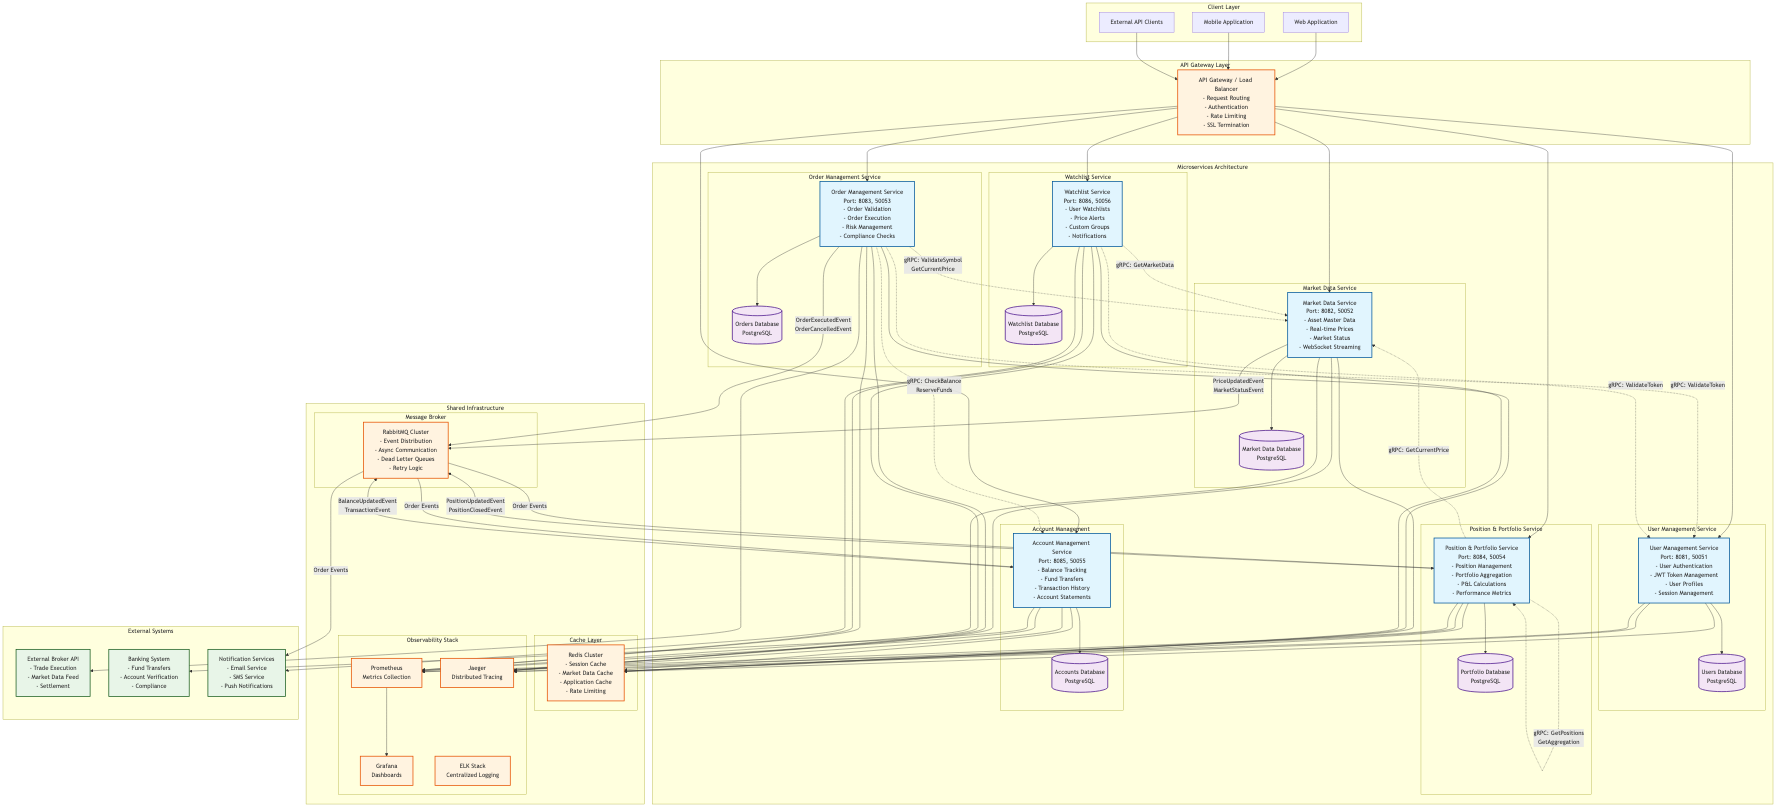 Client Layer
External API Clients
Mobile Application
Web Application
API Gateway Layer
API Gateway / Load
Balancer
- Request Routing
- Authentication
- Rate Limiting
- SSL Termination
Microservices Architecture
Order Management Service
Order Management Service
Port: 8083, 50053
- Order Validation
- Order Execution
- Risk Management
- Compliance Checks
Watchlist Service
Watchlist Service
Port: 8086, 50056
- User Watchlists
- Price Alerts
- Custom Groups
- Notifications
gRPC: ValidateSymbol
GetCurrentPrice
gRPC: GetMarketData
Market Data Service
Market Data Service
Port: 8082, 50052
- Asset Master Data
- Real-time Prices
- Market Status
- WebSocket Streaming
Orders Database
PostgreSQL
OrderExecutedEvent
OrderCancelledEvent
Watchlist Database
PostgreSQL
gRPC: CheckBalance
ReserveFunds
PriceUpdatedEvent
MarketStatusEvent
gRPC: ValidateToken
gRPC: ValidateToken
Shared Infrastructure
Message Broker
RabbitMQ Cluster
- Event Distribution
- Async Communication
- Dead Letter Queues
- Retry Logic
Market Data Database
PostgreSQL
gRPC: GetCurrentPrice
BalanceUpdatedEvent
TransactionEvent
Order Events
PositionUpdatedEvent
PositionClosedEvent
Order Events
Order Events
Account Management
Account Management
Service
Port: 8085, 50055
- Balance Tracking
- Fund Transfers
- Transaction History
- Account Statements
Position & Portfolio Service
Position & Portfolio Service
Port: 8084, 50054
- Position Management
- Portfolio Aggregation
- P&L Calculations
- Performance Metrics
User Management Service
User Management Service
Port: 8081, 50051
- User Authentication
- JWT Token Management
- User Profiles
- Session Management
External Systems
External Broker API
- Trade Execution
- Market Data Feed
- Settlement
Banking System
- Fund Transfers
- Account Verification
- Compliance
Notification Services
- Email Service
- SMS Service
- Push Notifications
Observability Stack
Prometheus
Metrics Collection
Jaeger
Distributed Tracing
Cache Layer
Redis Cluster
- Session Cache
- Market Data Cache
- Application Cache
- Rate Limiting
Accounts Database
PostgreSQL
Portfolio Database
PostgreSQL
Users Database
PostgreSQL
gRPC: GetPositions
GetAggregation
Grafana
Dashboards
ELK Stack
Centralized Logging